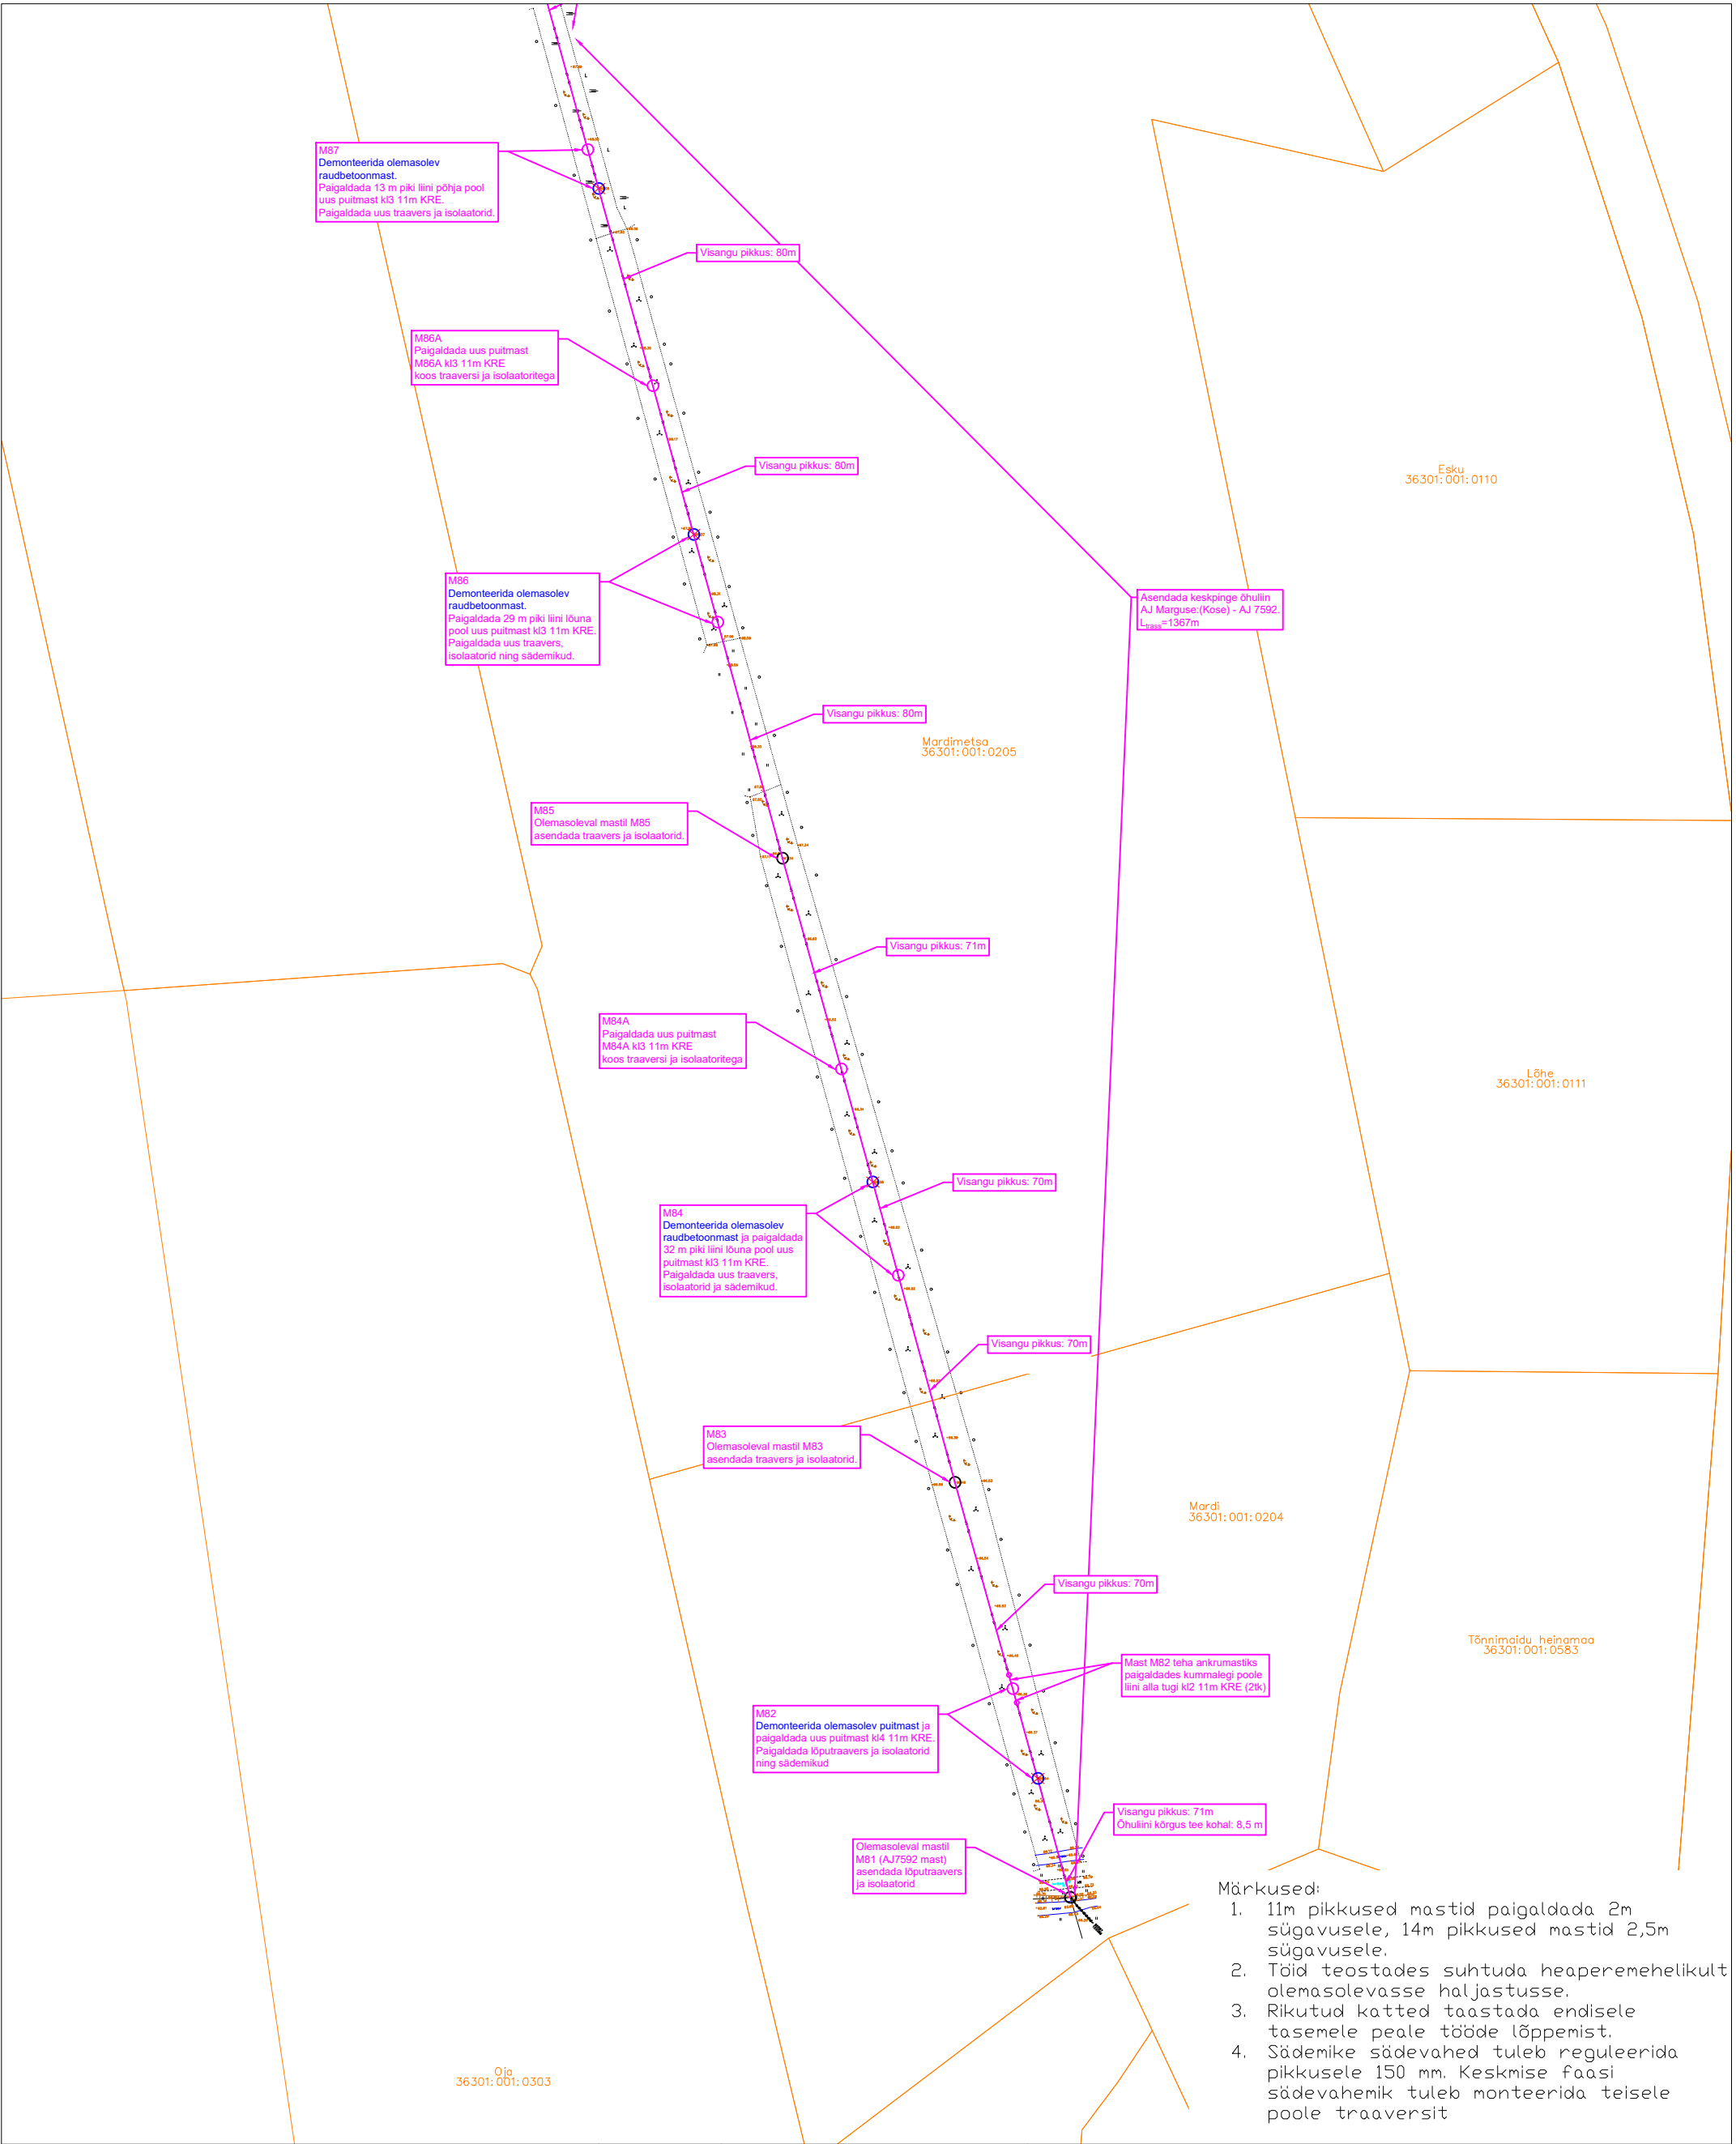 M87
Demonteerida olemasolev
raudbetoonmast.
Paigaldada 13 m piki liini põhja pool
uus puitmast kl3 11m KRE.
Paigaldada uus traavers ja isolaatorid.
Visangu pikkus: 80m
M86A
Paigaldada uus puitmast
M86A kl3 11m KRE
koos traaversi ja isolaatoritega
Visangu pikkus: 80m
Esku
36301:001:0110
M86
Demonteerida olemasolev
raudbetoonmast.
Paigaldada 29 m piki liini lõuna
pool uus puitmast kl3 11m KRE.
Paigaldada uus traavers,
isolaatorid ning sädemikud.
Asendada keskpinge õhuliin
AJ Marguse:(Kose) - AJ 7592.
Ltrass=1367m
Visangu pikkus: 80m
Mardimetsa
36301:001:0205
M85
Olemasoleval mastil M85
asendada traavers ja isolaatorid.
Visangu pikkus: 71m
M84A
Paigaldada uus puitmast
M84A kl3 11m KRE
koos traaversi ja isolaatoritega
Lõhe
36301:001:0111
Visangu pikkus: 70m
M84
Demonteerida olemasolev
raudbetoonmast ja paigaldada
32 m piki liini lõuna pool uus
puitmast kl3 11m KRE.
Paigaldada uus traavers,
isolaatorid ja sädemikud.
Visangu pikkus: 70m
M83
Olemasoleval mastil M83
asendada traavers ja isolaatorid.
Mardi
36301:001:0204
Visangu pikkus: 70m
Tõnnimaidu heinamaa
36301:001:0583
Mast M82 teha ankrumastiks
paigaldades kummalegi poole
liini alla tugi kl2 11m KRE (2tk)
M82
Demonteerida olemasolev puitmast ja
paigaldada uus puitmast kl4 11m KRE.
Paigaldada lõputraavers ja isolaatorid
ning sädemikud
Visangu pikkus: 71m
Õhuliini kõrgus tee kohal: 8,5 m
Olemasoleval mastil
M81 (AJ7592 mast)
asendada lõputraavers
ja isolaatorid
Märkused:
1. 11m pikkused mastid paigaldada 2m
sügavusele, 14m pikkused mastid 2,5m
sügavusele.
2. Töid teostades suhtuda heaperemehelikult
olemasolevasse haljastusse.
3. Rikutud katted taastada endisele
tasemele peale tööde lõppemist.
4. Sädemike sädevahed tuleb reguleerida
pikkusele 150 mm. Keskmise faasi
sädevahemik tuleb monteerida teisele
poole traaversit
Oja
36301:001:0303